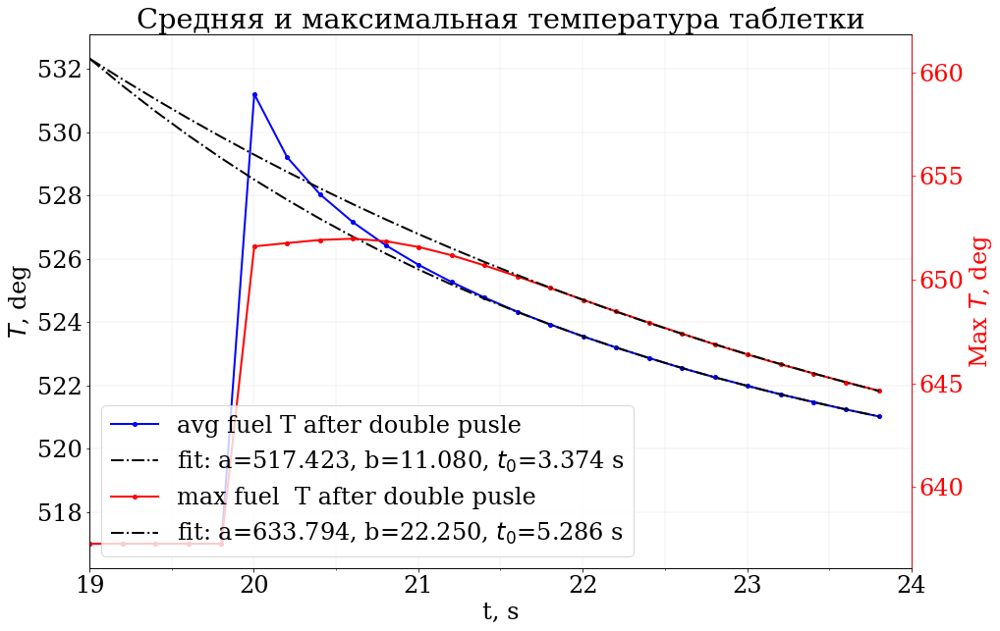 Средняя и максимальная температура таблетки
T, deg
532
530
528
526
524
522
520
518
660
655
650
645
640
Max T, deg
avg fuel T after double pusle
fit: a=517.423, b=11.080, t₀=3.374 s
max fuel  T after double pusle
fit: a=633.794, b=22.250, t₀=5.286 s
19 20 21 22 23 24
t, s